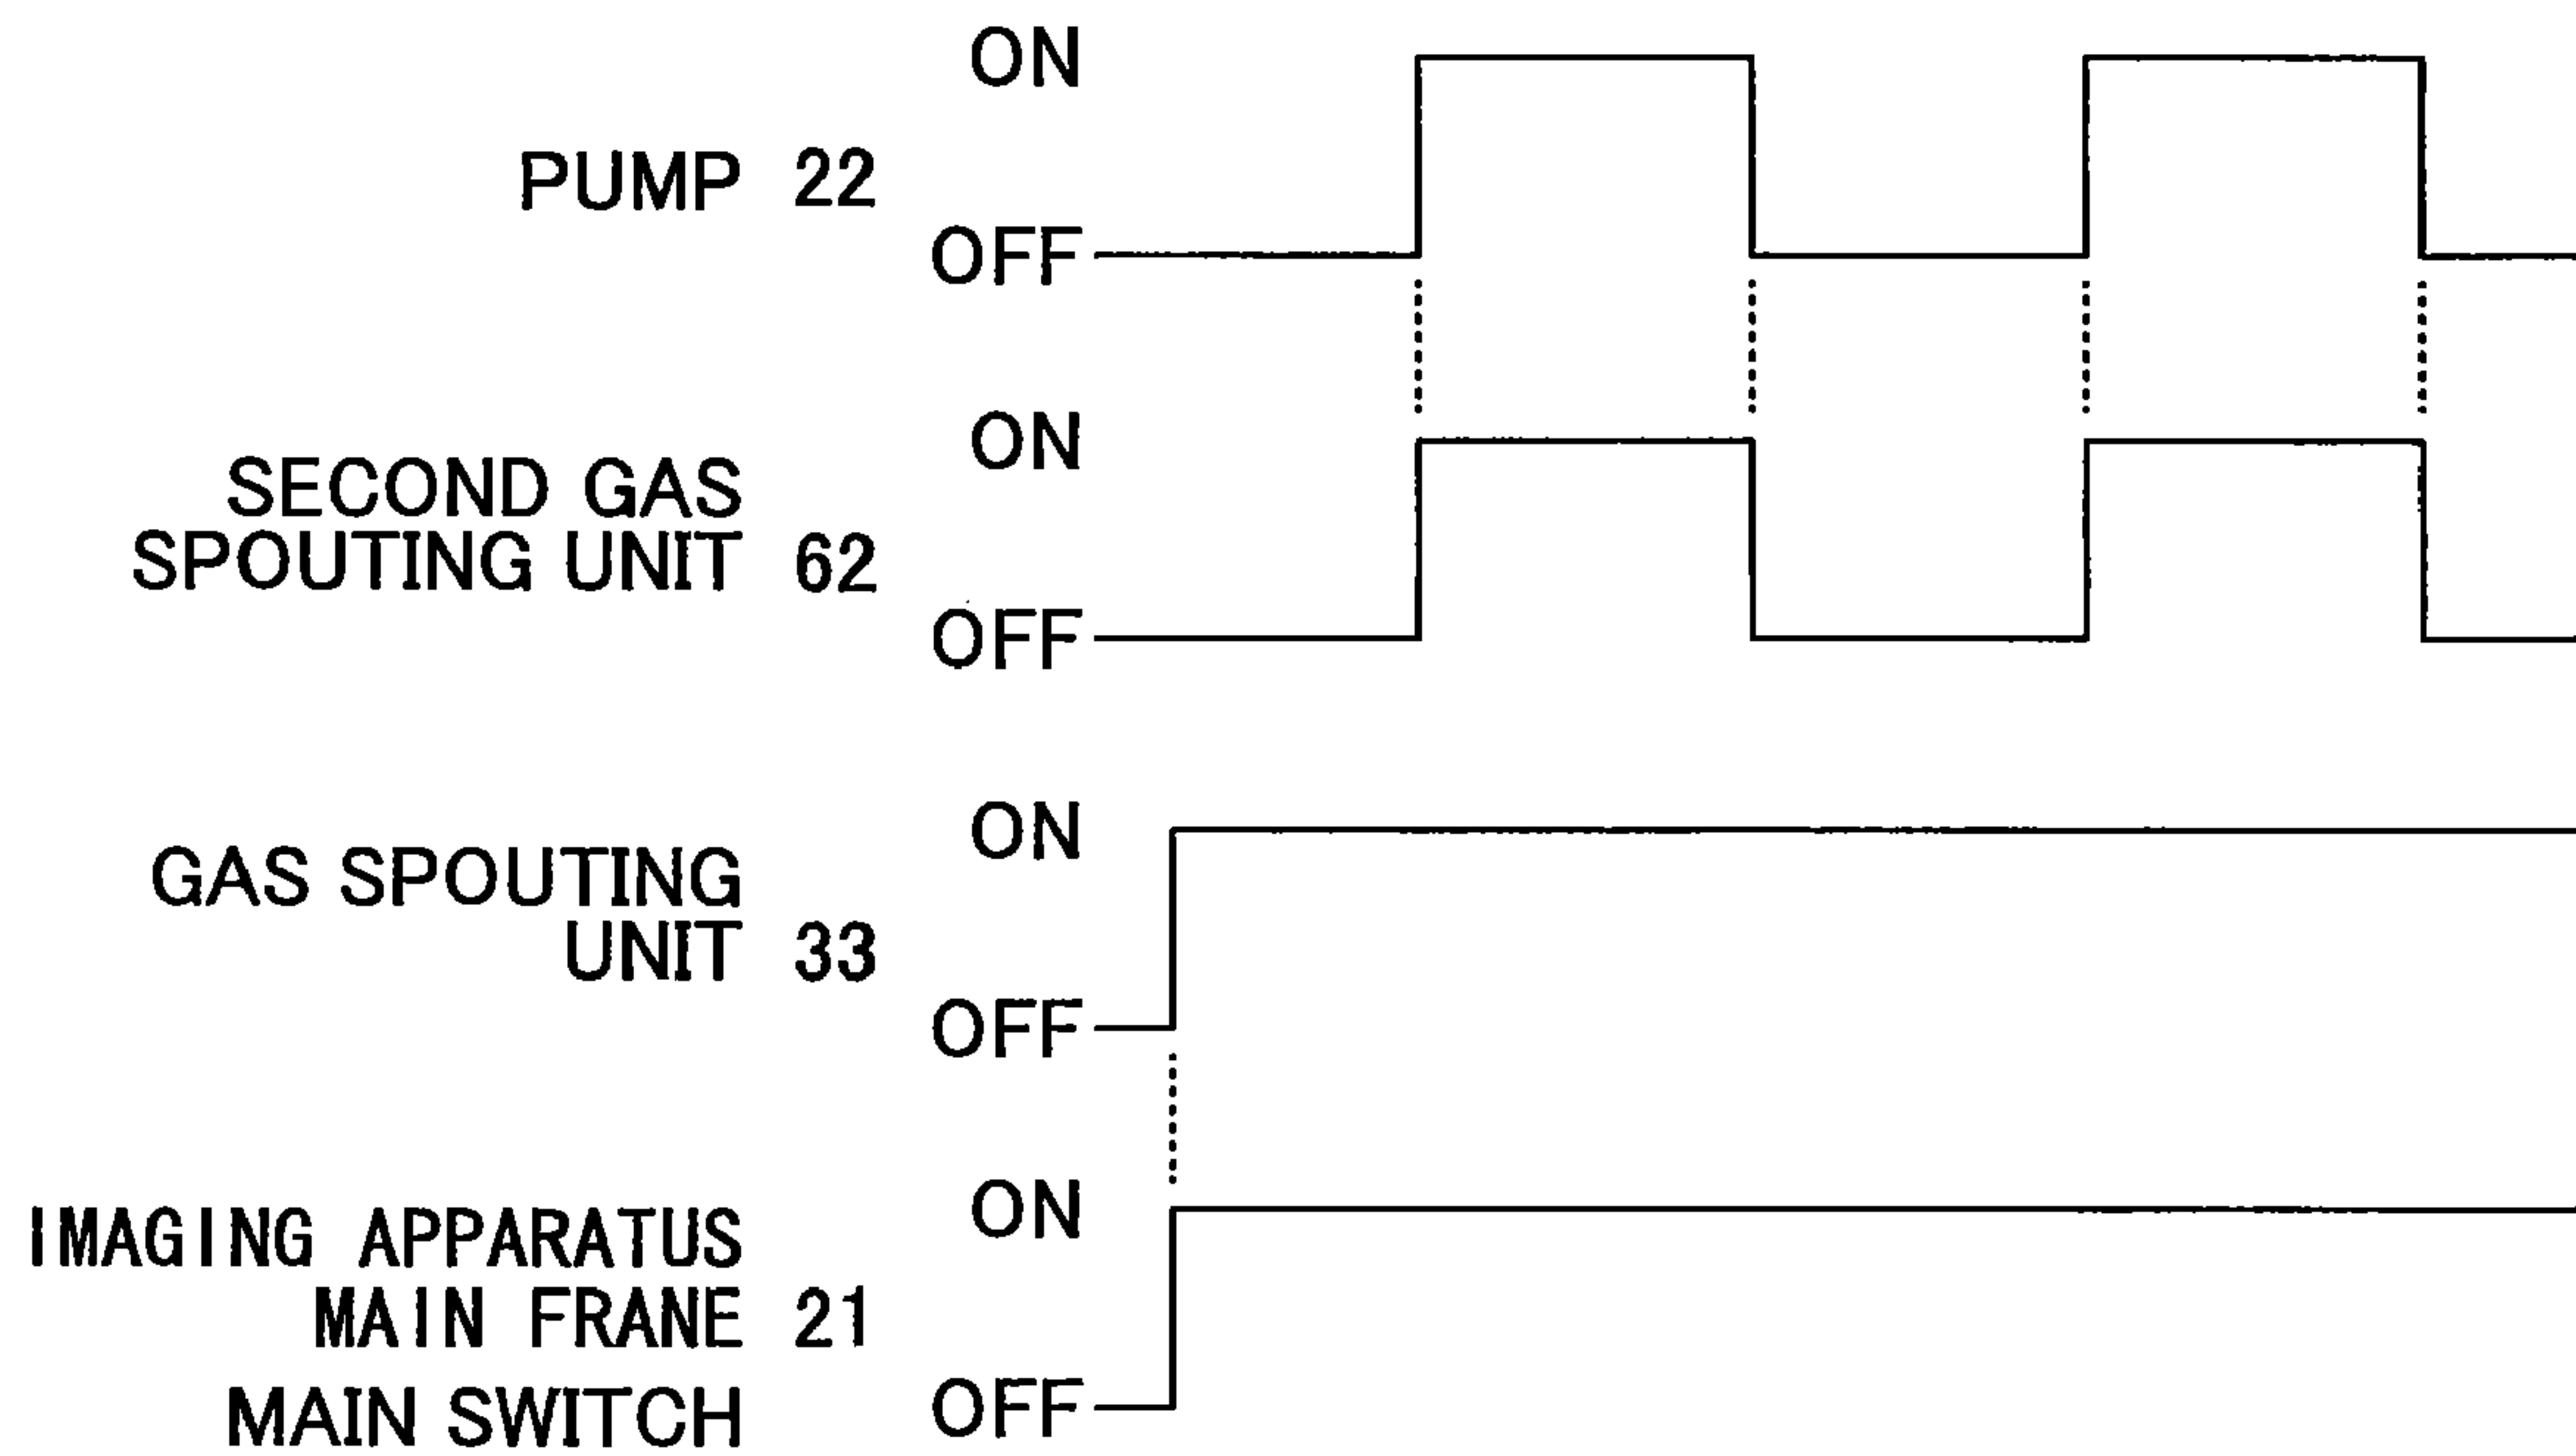 ON
PUMP 22
OFF
ON
SECOND GAS
SPOUTING UNIT 62
OFF
ON
GAS SPOUTING
UNIT 33
OFF
ON
IMAGING APPARATUS
MAIN FRANE 21
MAIN SWITCH
OFF